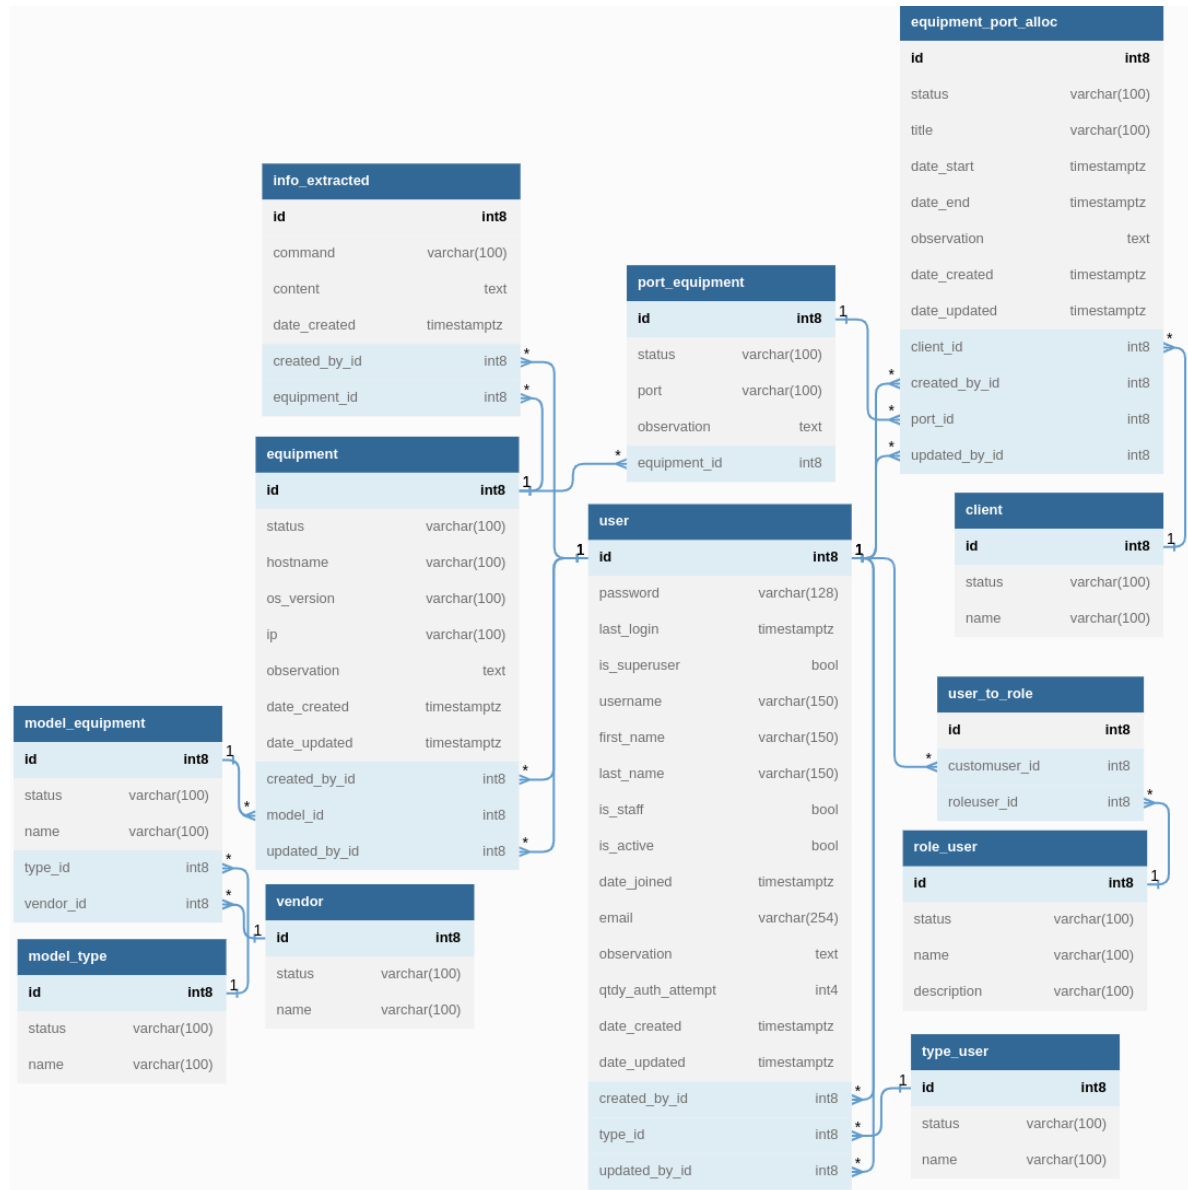 equipment_port_alloc
id int8
status varchar(100)
title varchar(100)
date_start timestamptz
date_end timestamptz
observation text
date_created timestamptz
date_updated timestamptz
client_id int8 *
* created_by_id int8
* port_id int8
* updated_by_id int8
info_extracted
id int8
command varchar(100)
content text
date_created timestamptz
created_by_id int8 *
equipment_id int8 *
port_equipment
id int8 1
status varchar(100)
port varchar(100)
observation text
* equipment_id int8
equipment
id int8 1
status varchar(100)
hostname varchar(100)
os_version varchar(100)
ip varchar(100)
observation text
date_created timestamptz
date_updated timestamptz
created_by_id int8 *
* model_id int8
updated_by_id int8 *
user
1 id int8 1
password varchar(128)
last_login timestamptz
is_superuser bool
username varchar(150)
first_name varchar(150)
last_name varchar(150)
is_staff bool
is_active bool
date_joined timestamptz
email varchar(254)
observation text
qtdy_auth_attempt int4
date_created timestamptz
date_updated timestamptz
created_by_id int8 *
type_id int8 *
updated_by_id int8 *
client
id int8 1
status varchar(100)
name varchar(100)
user_to_role
id int8
* customuser_id int8
roleuser_id int8 *
role_user
id int8 1
status varchar(100)
name varchar(100)
description varchar(100)
type_user
1 id int8
status varchar(100)
name varchar(100)
model_equipment
id int8 1
status varchar(100)
name varchar(100)
type_id int8 *
vendor_id int8 *
vendor
1 id int8
status varchar(100)
name varchar(100)
model_type
id int8 1
status varchar(100)
name varchar(100)